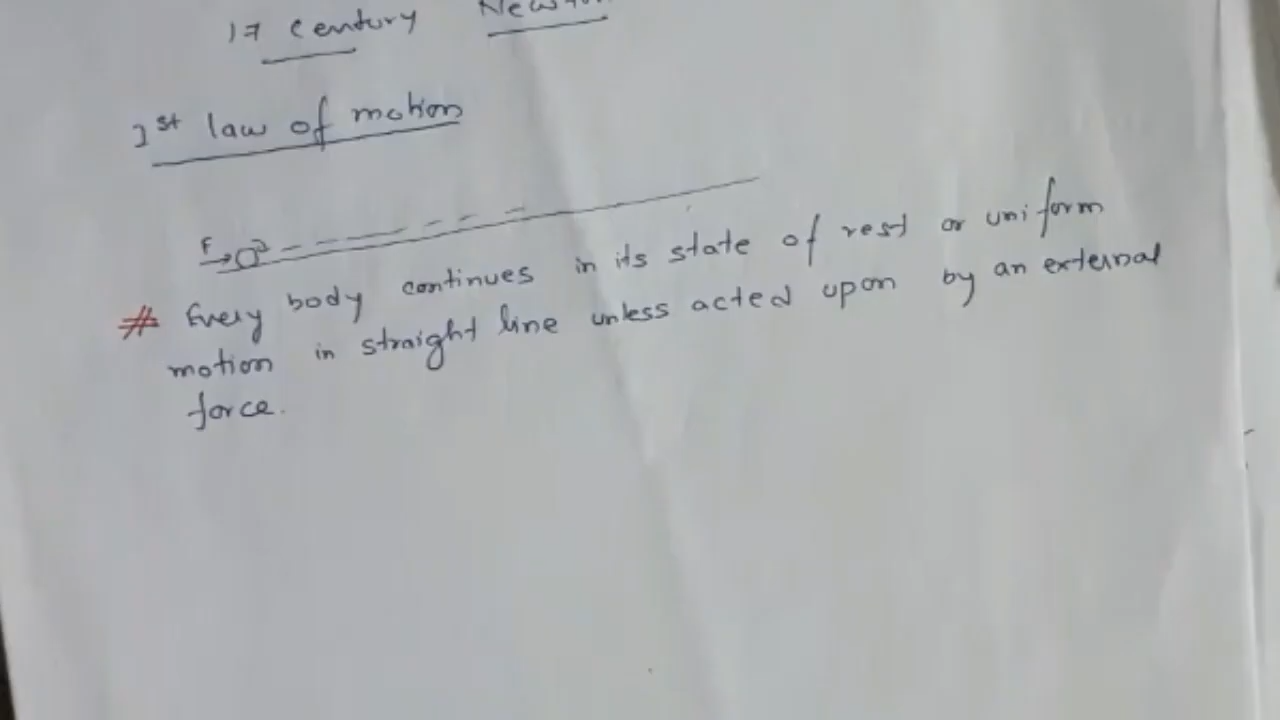 17 century Newton
1st law of motion
F
# Every body continues in its state of rest or uniform
motion in straight line unless acted upon by an external
force.